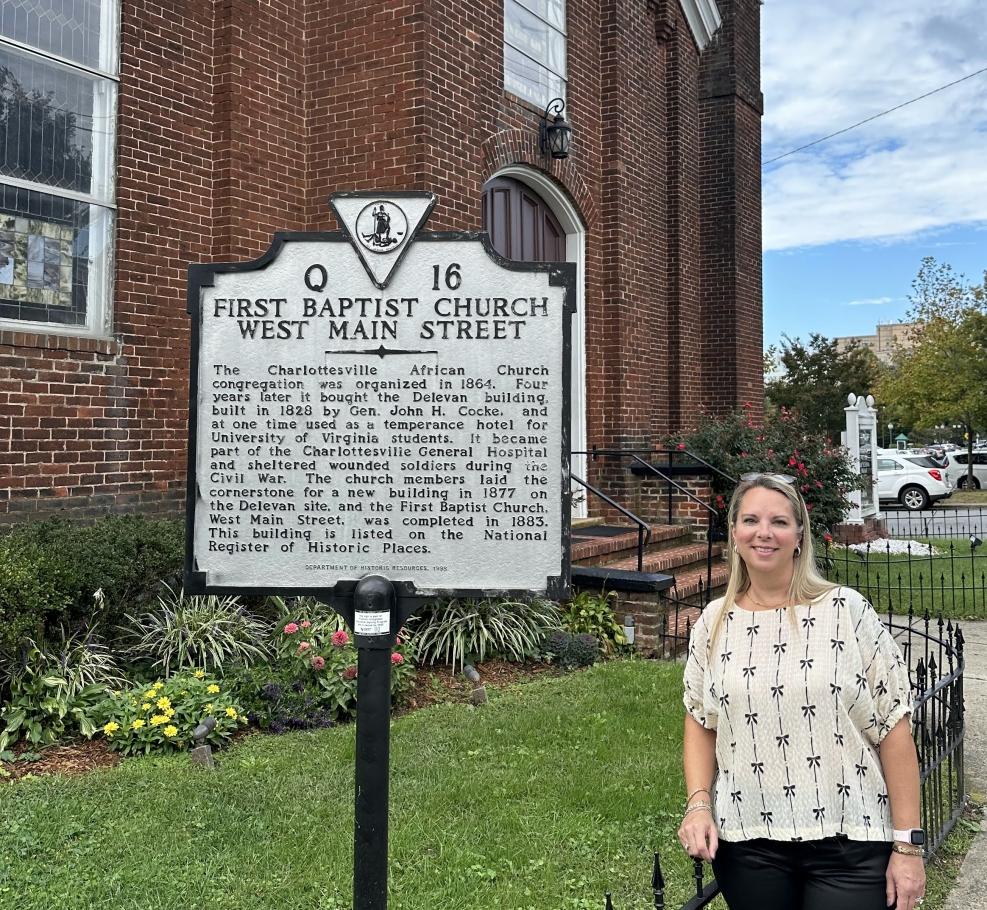 Q 16
FIRST BAPTIST CHURCH
WEST MAIN STREET
The Charlottesville African Church
congregation was organized in 1864. Four
years later it bought the Delevan building,
built in 1828 by Gen. John H. Cocke, and
at one time used as a temperance hotel for
University of Virginia students. It became
part of the Charlottesville General Hospital
and sheltered wounded soldiers during the
Civil War. The church members laid the
cornerstone for a new building in 1877 on
the Delevan site, and the First Baptist Church,
West Main Street, was completed in 1883.
This building is listed on the National
Register of Historic Places.
DEPARTMENT OF HISTORIC RESOURCES, 1998